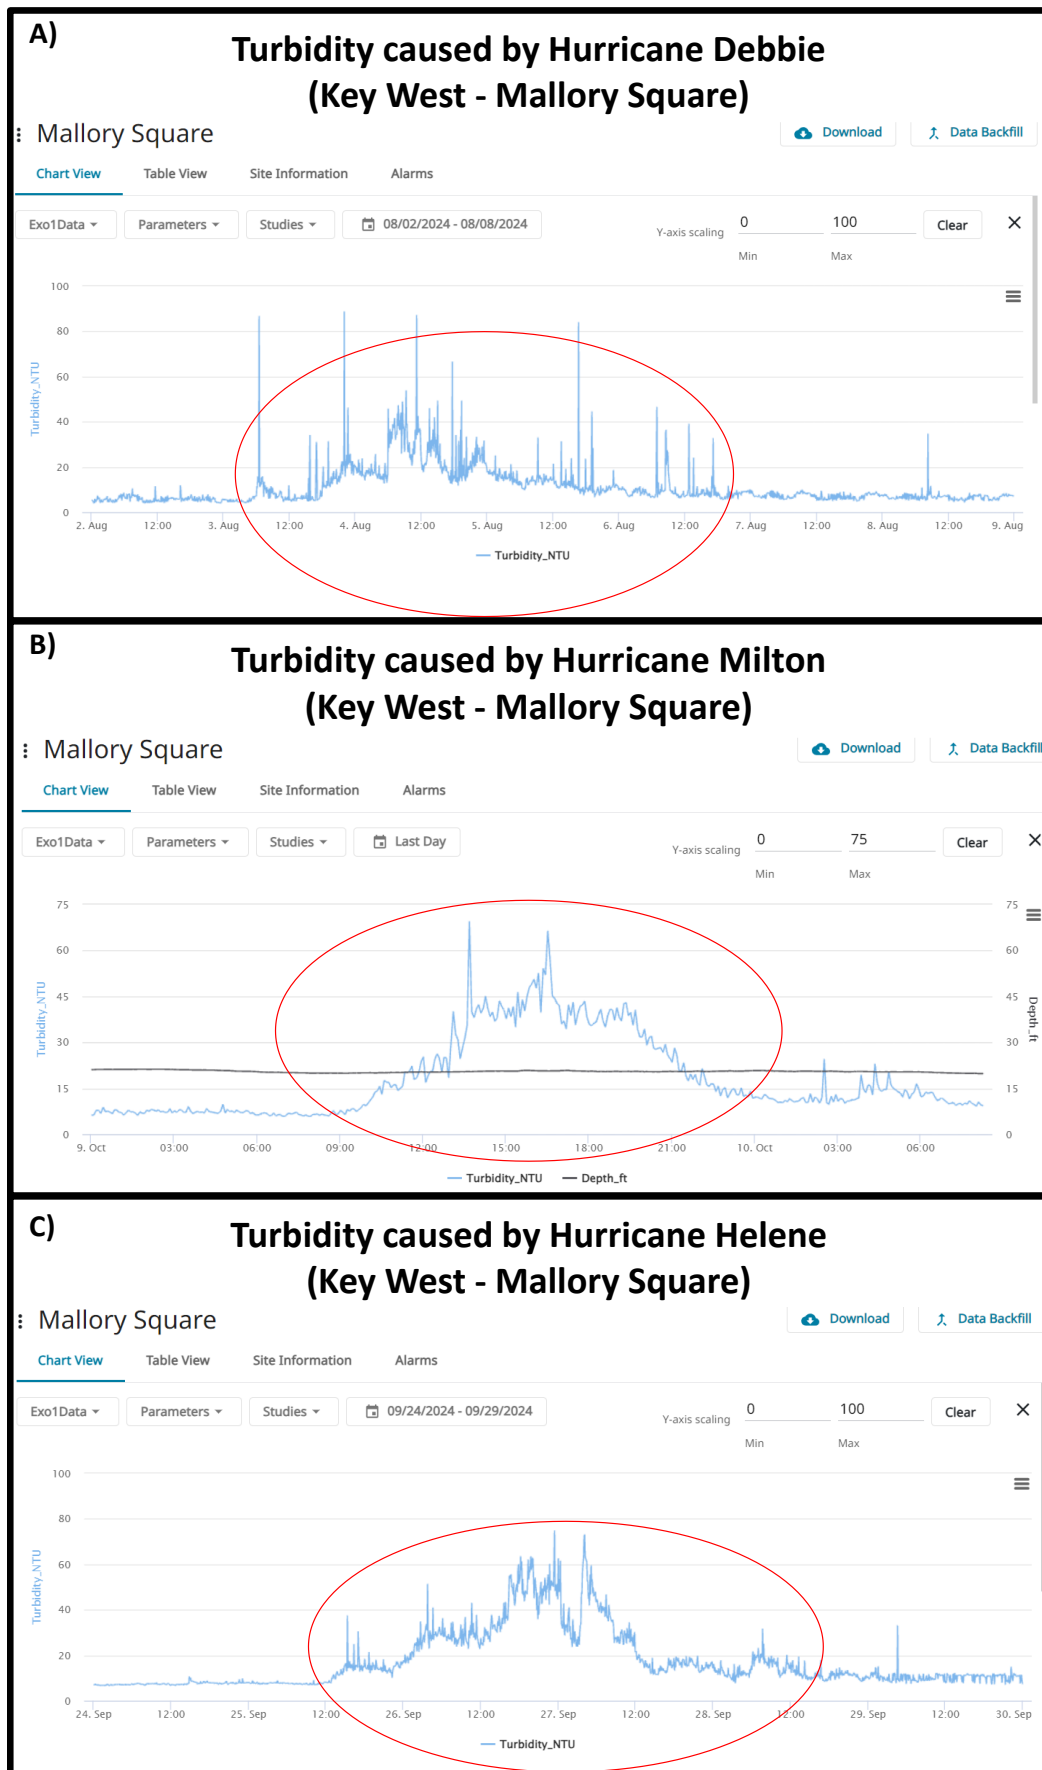 A)
Turbidity caused by Hurricane Debbie
(Key West - Mallory Square)
Mallory Square
Download
Data Backfill
Chart View Table View Site Information Alarms
Exo1Data Parameters Studies 08/02/2024 - 08/08/2024 Y-axis scaling 0 100 Clear
Min Max
100
80
60
40
20
0
Turbidity_NTU
2. Aug 12:00 3. Aug 12:00 4. Aug 12:00 5. Aug 12:00 6. Aug 12:00 7. Aug 12:00 8. Aug 12:00 9. Aug
Turbidity_NTU
B)
Turbidity caused by Hurricane Milton
(Key West - Mallory Square)
Mallory Square
Download
Data Backfill
Chart View Table View Site Information Alarms
Exo1Data Parameters Studies Last Day Y-axis scaling 0 75 Clear
Min Max
75 75
60 60
45 45
30 30
15 15
0 0
Turbidity_NTU
Depth_ft
9. Oct 03:00 06:00 09:00 12:00 15:00 18:00 21:00 10. Oct 03:00 06:00
Turbidity_NTU Depth_ft
C)
Turbidity caused by Hurricane Helene
(Key West - Mallory Square)
Mallory Square
Download
Data Backfill
Chart View Table View Site Information Alarms
Exo1Data Parameters Studies 09/24/2024 - 09/29/2024 Y-axis scaling 0 100 Clear
Min Max
100
80
60
40
20
0
Turbidity_NTU
24. Sep 12:00 25. Sep 12:00 26. Sep 12:00 27. Sep 12:00 28. Sep 12:00 29. Sep 12:00 30. Sep
Turbidity_NTU